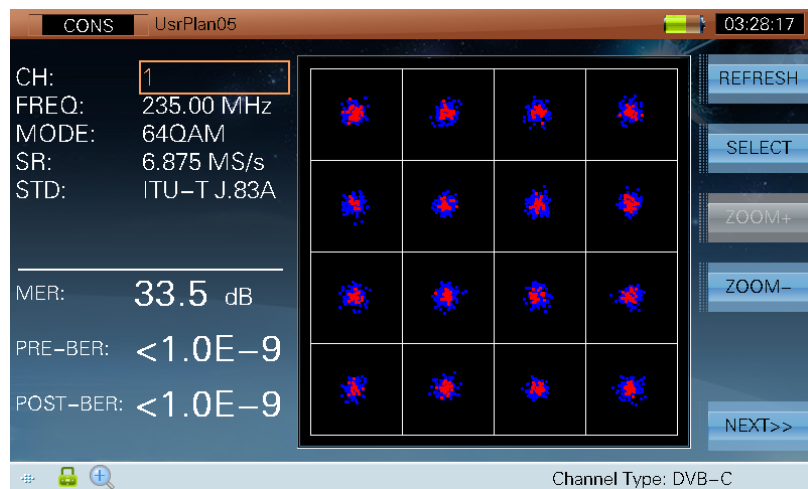 CONS UsrPlan05 03:28:17
CH: 1
FREQ: 235.00 MHz
MODE: 64QAM
SR: 6.875 MS/s
STD: ITU–T J.83A
MER: 33.5 dB
PRE–BER: <1.0E–9
POST–BER: <1.0E–9
REFRESH
SELECT
ZOOM+
ZOOM–
NEXT>>
Channel Type: DVB–C